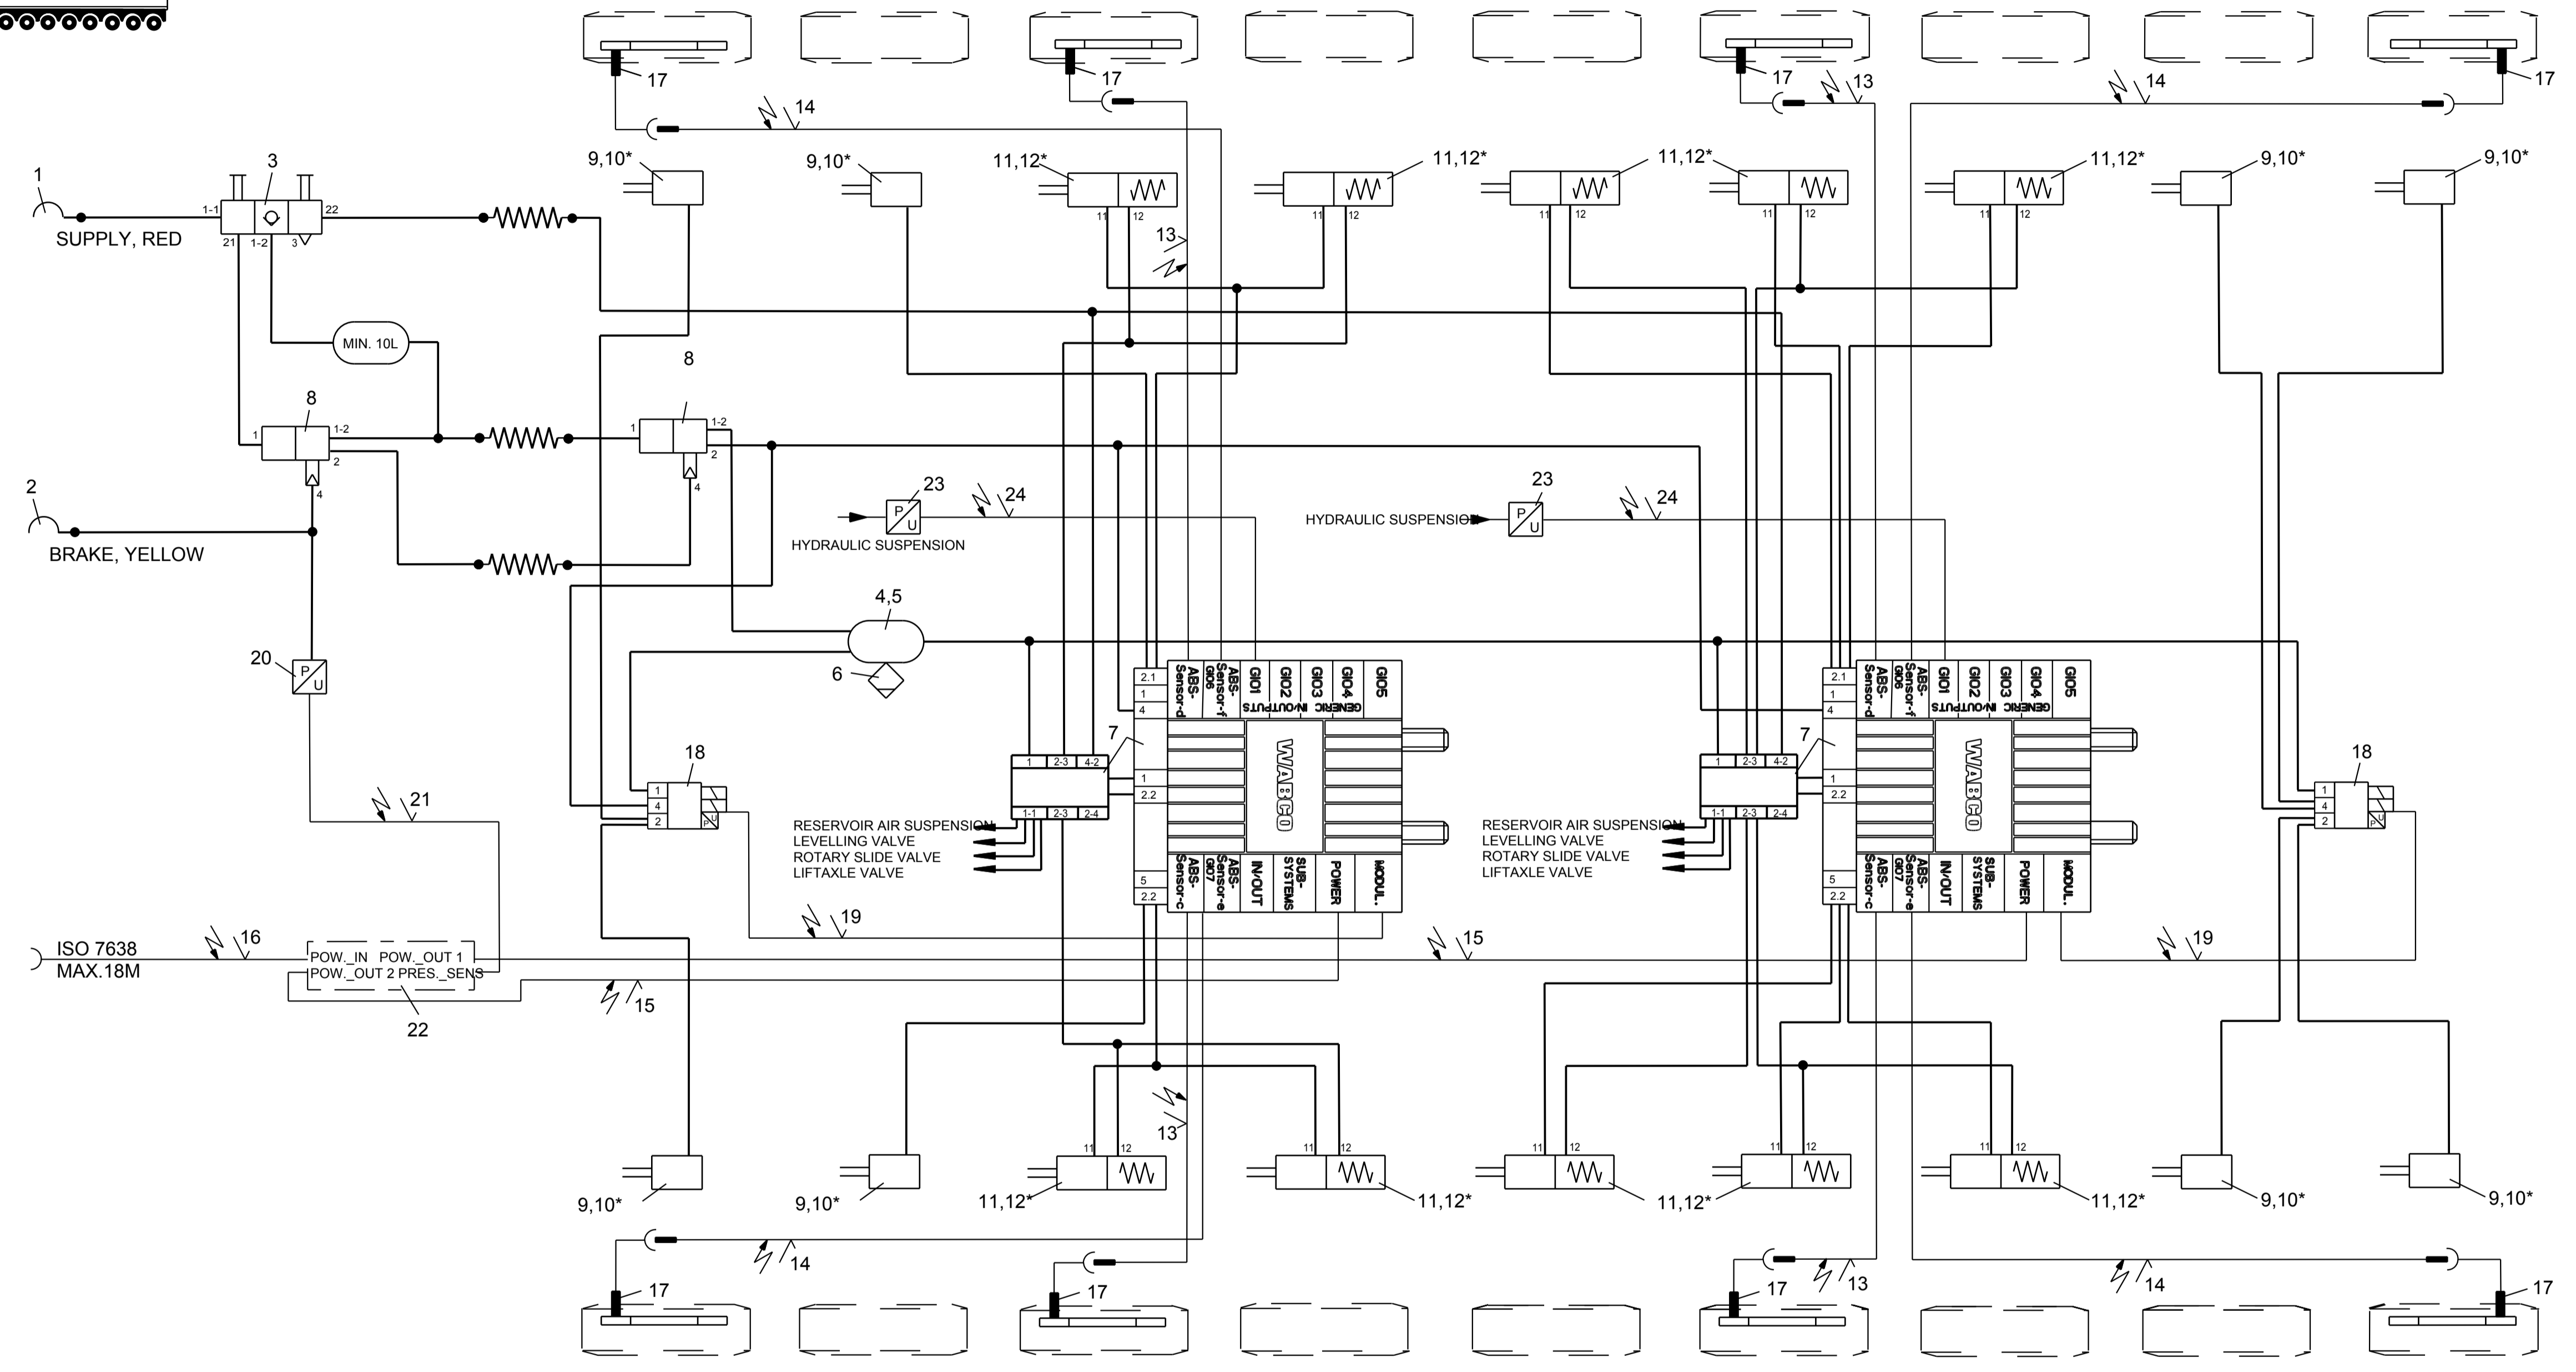 17
17
17
13
14
17
14
9,10*
9,10*
11,12*
11,12*
11,12*
11,12*
9,10*
9,10*
1
3
1-1
22
SUPPLY, RED
21
1-2
3
11
12
11
12
11
12
11
12
11
12
13
MIN. 10L
8
8
1
1-2
2
4
1
1-2
2
4
2
BRAKE, YELLOW
23
P
U
24
HYDRAULIC SUSPENSION
HYDRAULIC SUSPENSION
23
P
U
24
4,5
6
20
P
U
21
18
1
4
2
P
U
7
1
2-3
4-2
1-1
2-3
2-4
2.1
1
4
1
2.2
5
2.2
ABS-
Sensor-d
ABS-
GIO6
Sensor-f
GIO1
GIO2
GIO3
GIO4
GIO5
GENERIC IN/OUTPUTS
WABCO
ABS-
Sensor-c
ABS-
GIO7
Sensor-e
IN/OUT
SUB-
SYSTEMS
POWER
MODUL.
RESERVOIR AIR SUSPENSION
LEVELLING VALVE
ROTARY SLIDE VALVE
LIFTAXLE VALVE
7
1
2-3
4-2
1-1
2-3
2-4
2.1
1
4
1
2.2
5
2.2
ABS-
Sensor-d
ABS-
GIO6
Sensor-f
GIO1
GIO2
GIO3
GIO4
GIO5
GENERIC IN/OUTPUTS
WABCO
ABS-
Sensor-c
ABS-
GIO7
Sensor-e
IN/OUT
SUB-
SYSTEMS
POWER
MODUL.
RESERVOIR AIR SUSPENSION
LEVELLING VALVE
ROTARY SLIDE VALVE
LIFTAXLE VALVE
18
1
4
2
P
U
19
15
19
ISO 7638
MAX.18M
16
POW._IN POW._OUT 1
POW._OUT 2 PRES._SENS
22
15
13
11
12
11
12
11
12
11
12
11
12
9,10*
9,10*
11,12*
11,12*
11,12*
11,12*
9,10*
9,10*
14
13
14
17
17
17
17